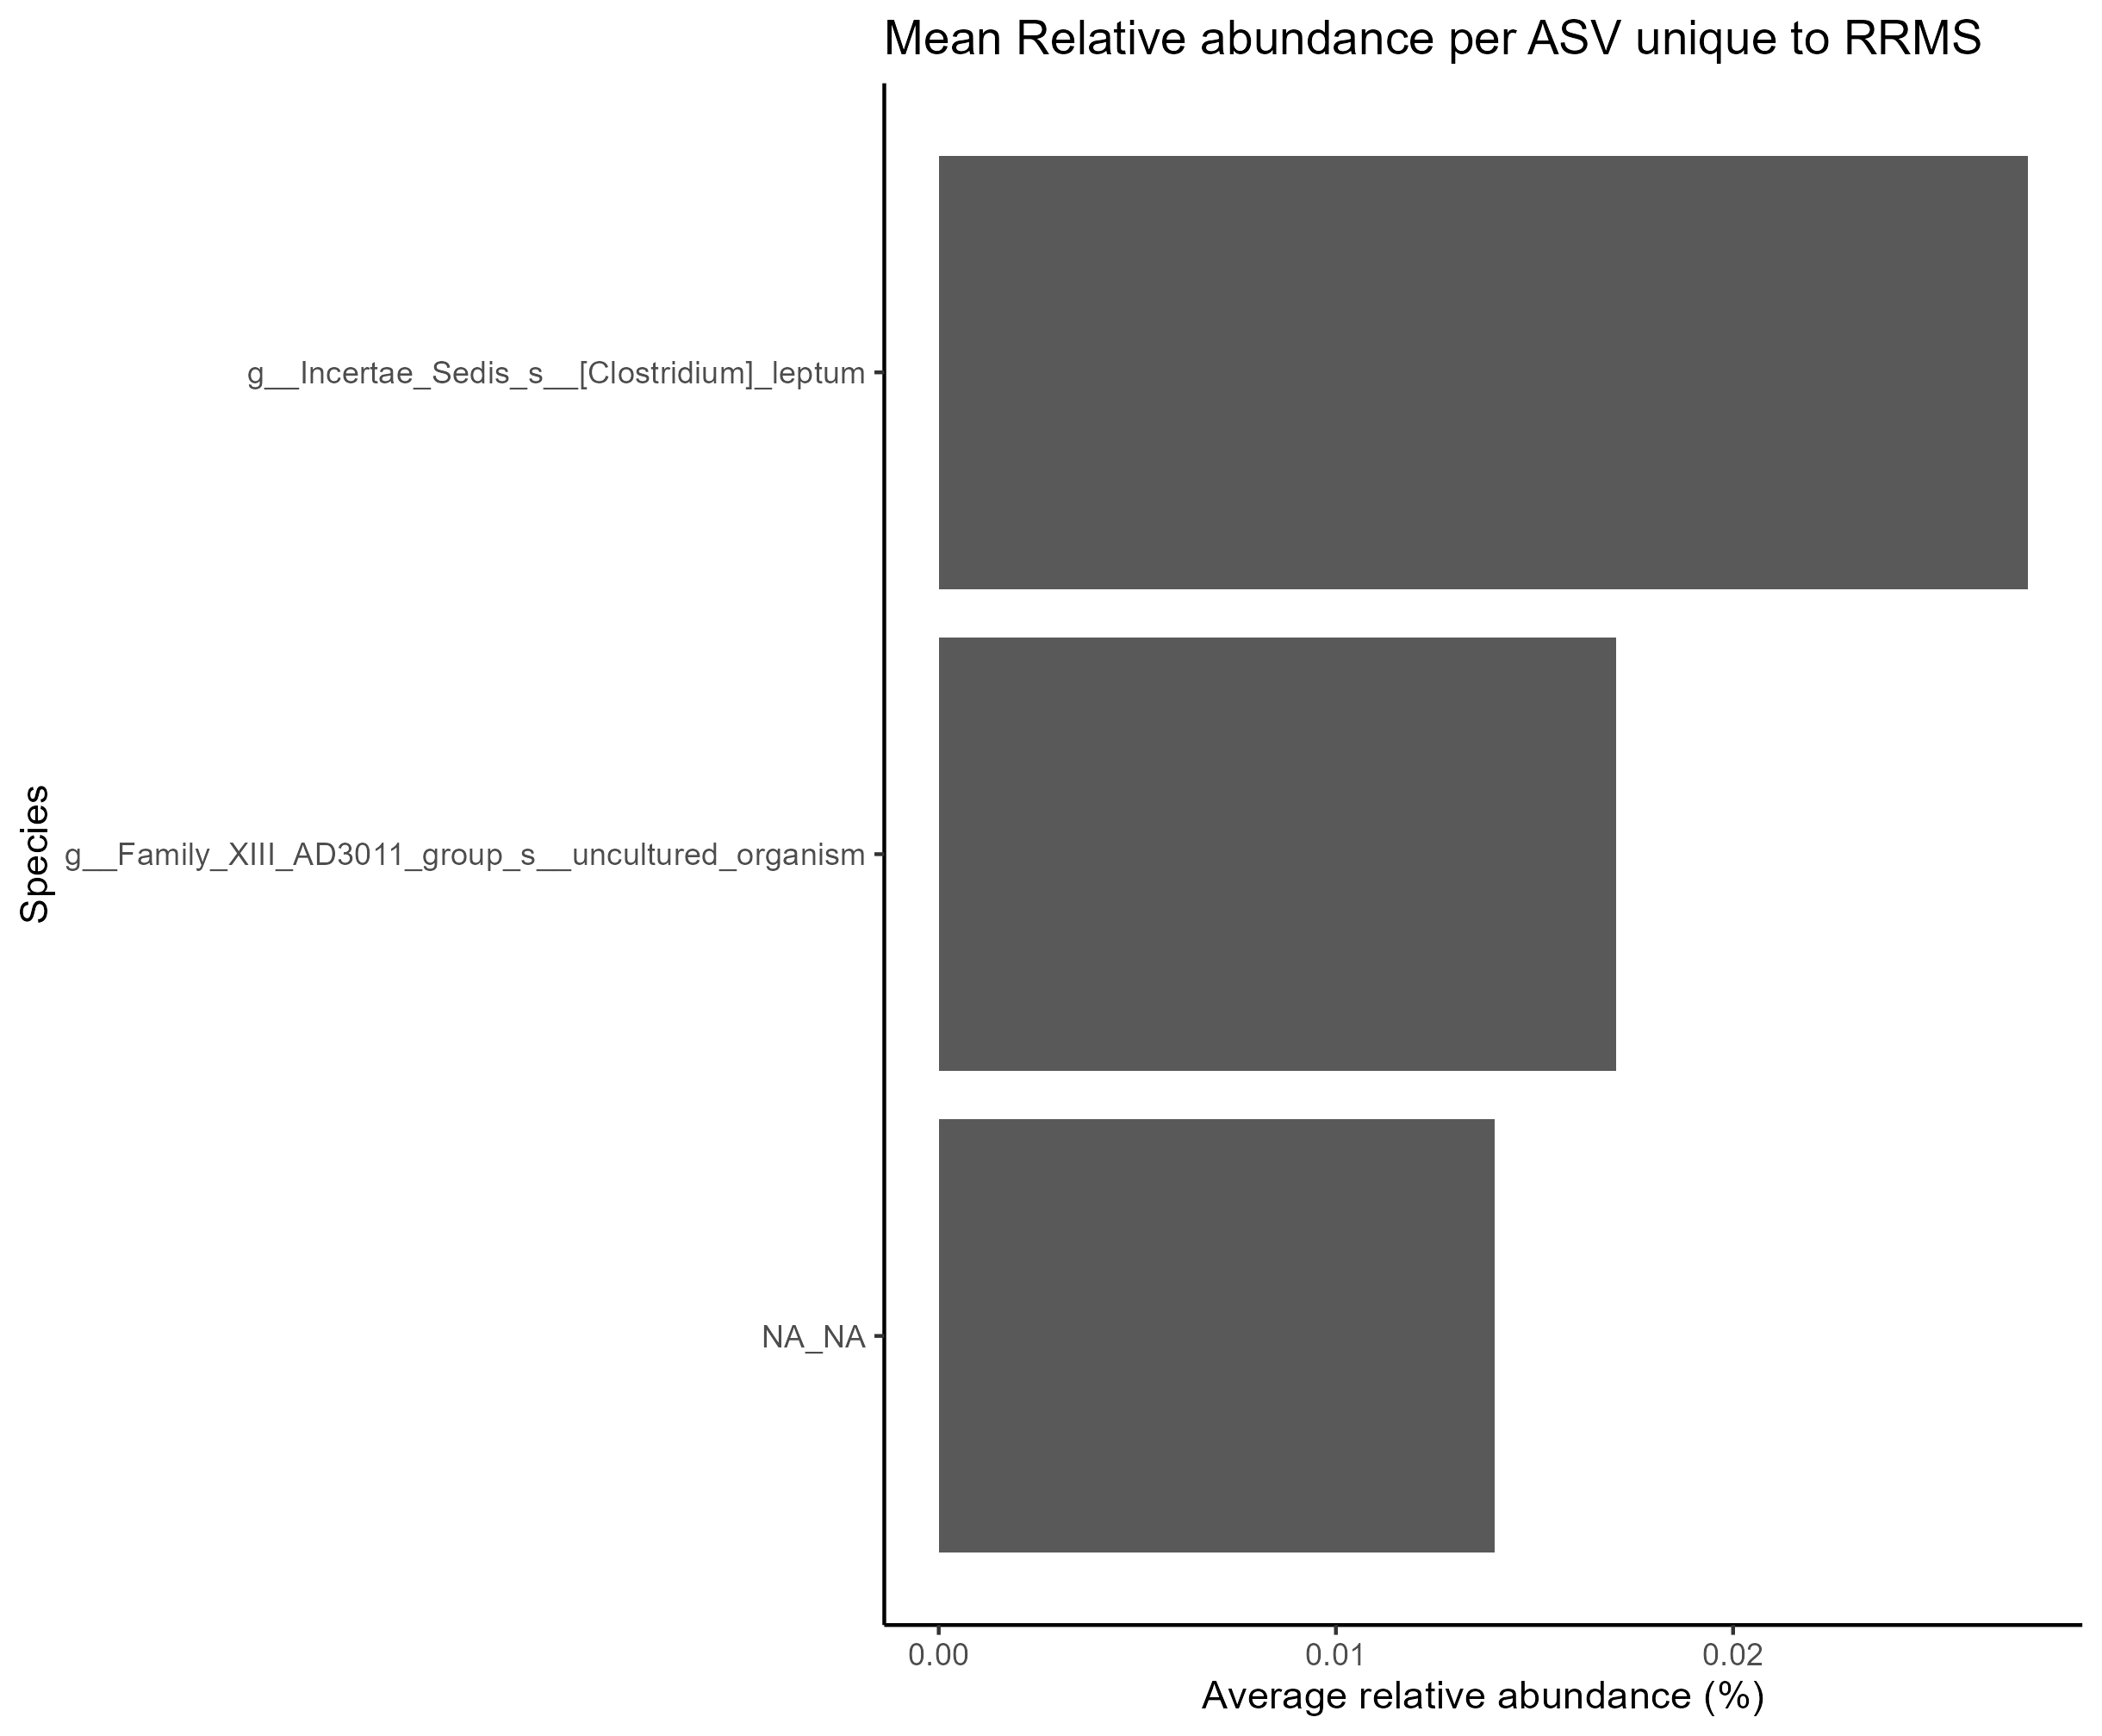 Mean Relative abundance per ASV unique to RRMS
Species
g__Incertae_Sedis_s__[Clostridium]_leptum
g__Family_XIII_AD3011_group_s__uncultured_organism
NA_NA
0.00 0.01 0.02
Average relative abundance (%)